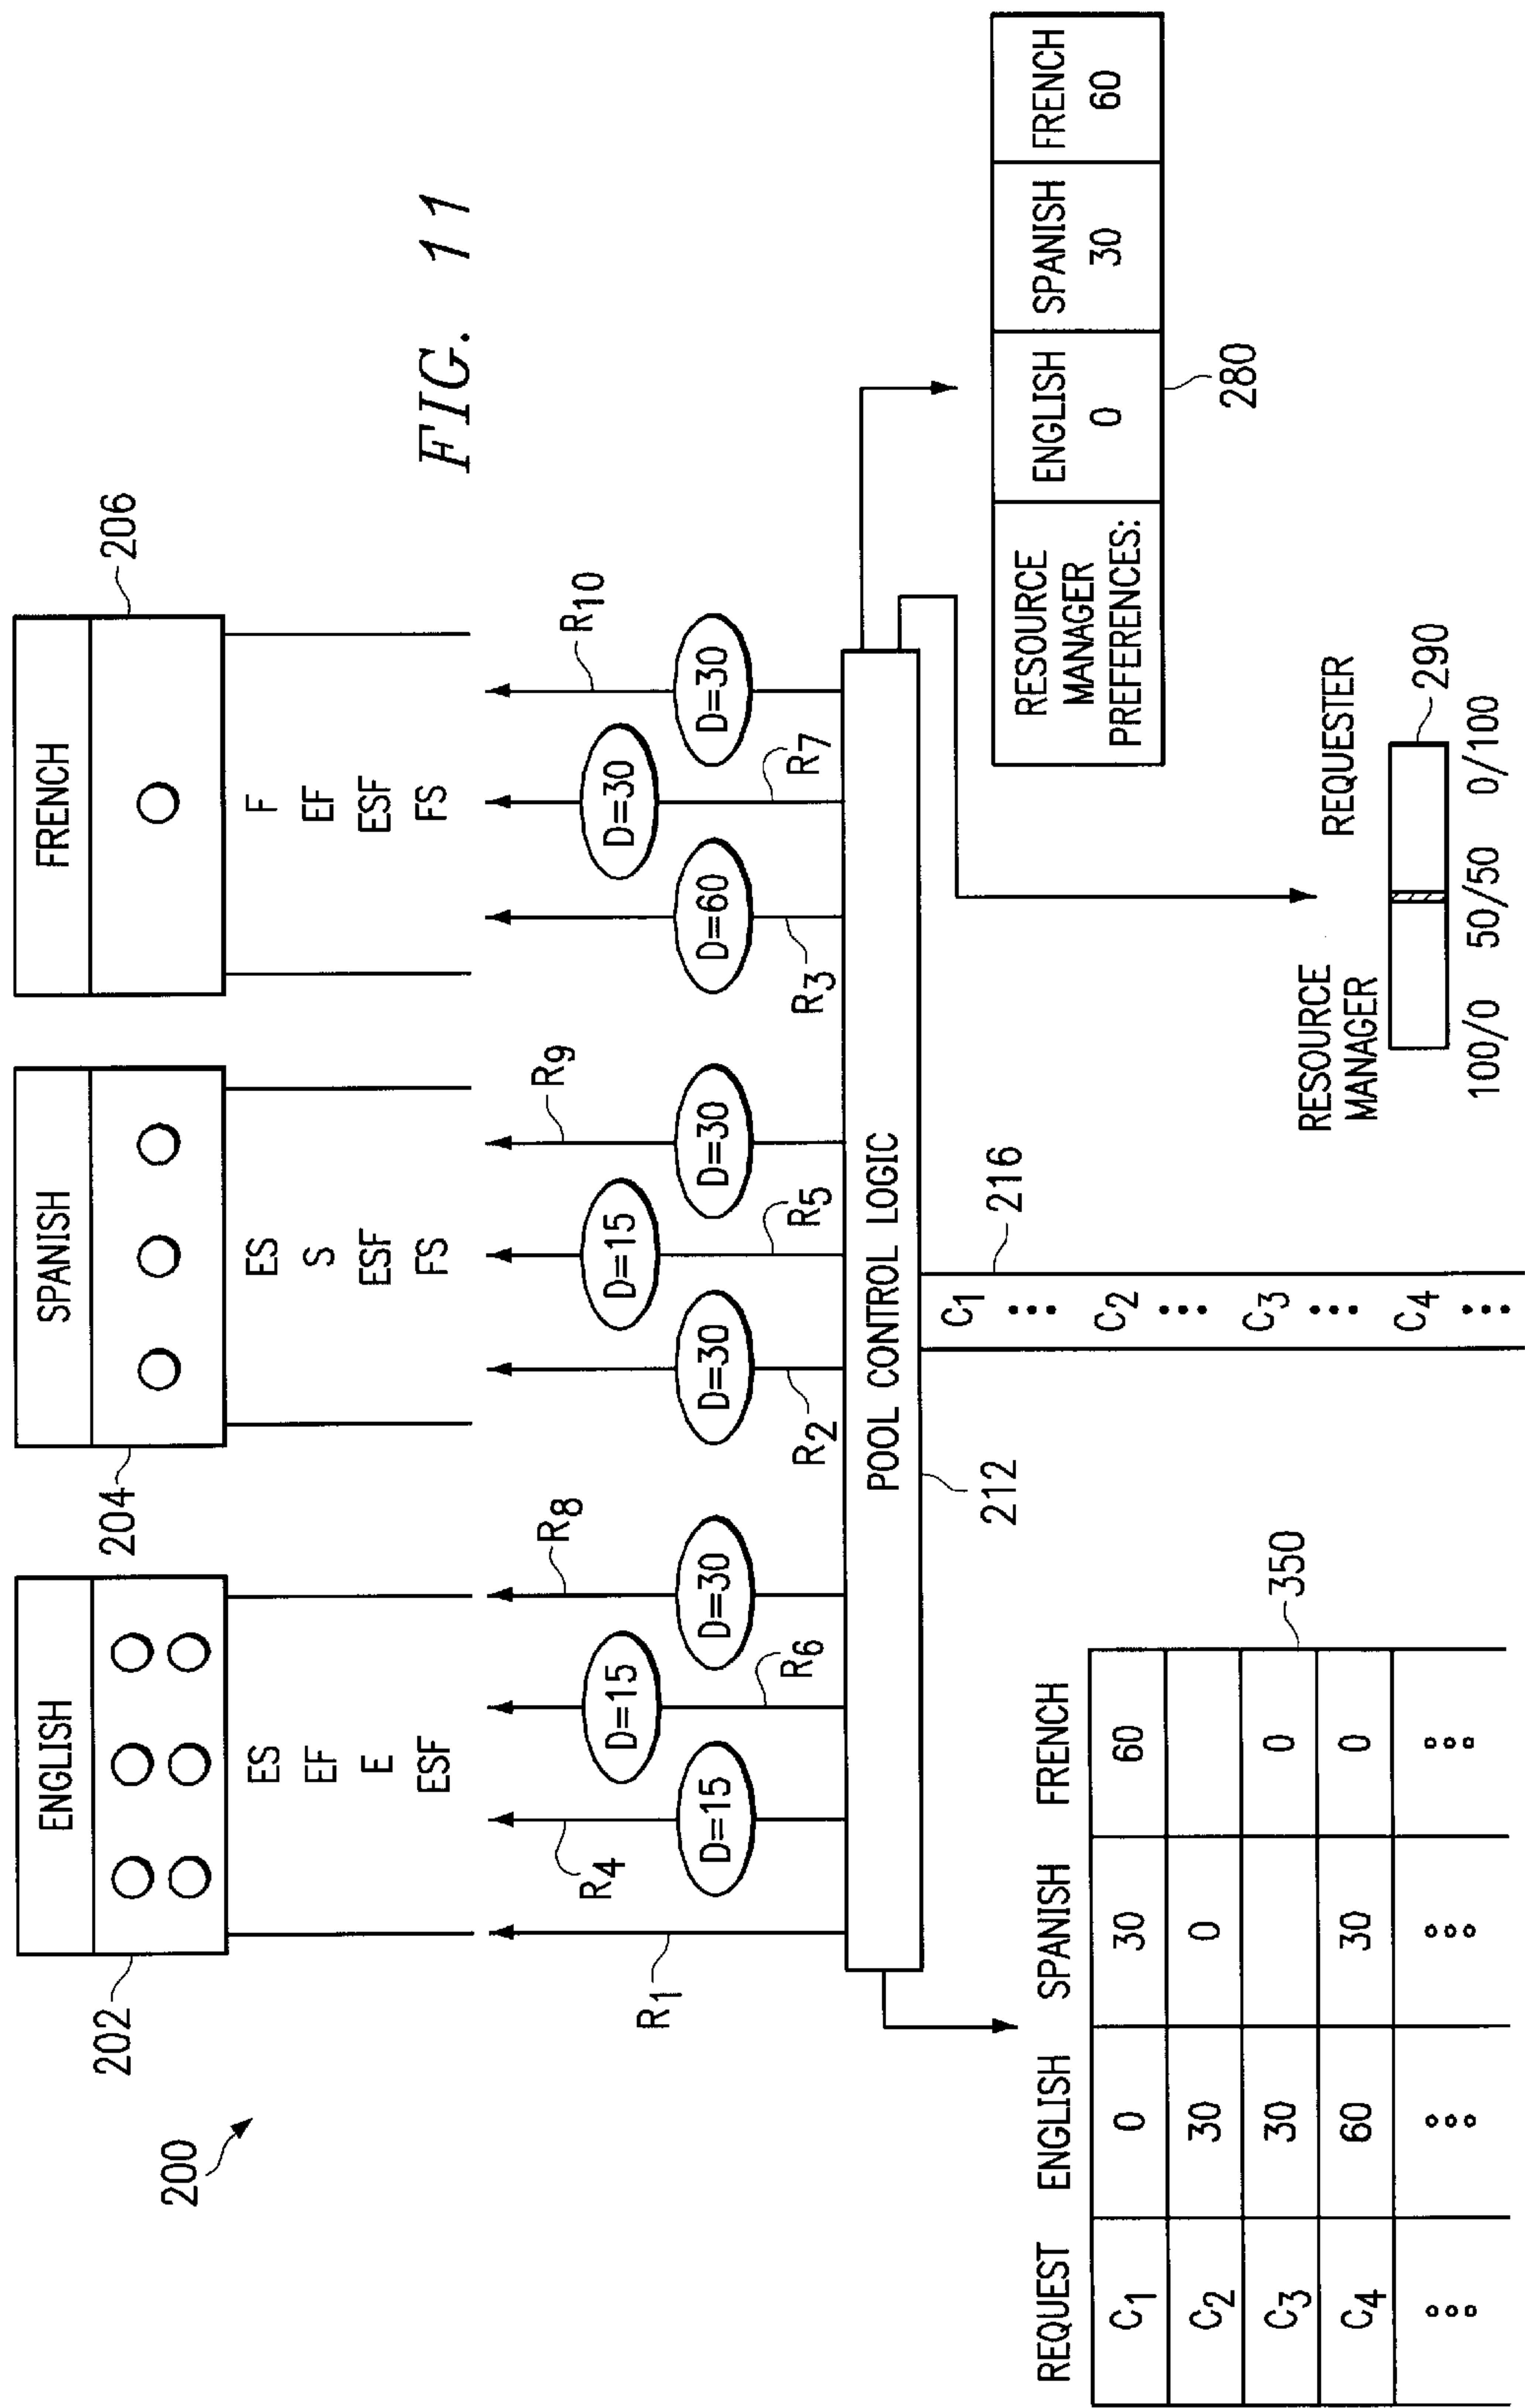 FIG. 11
200
ENGLISH
202
ES
EF
E
ESF
SPANISH
204
ES
S
ESF
FS
FRENCH
206
F
EF
ESF
FS
R1
R4
D=15
D=15
R6
D=30
R8
R2
D=30
D=15
R5
D=30
R9
R3
D=60
D=30
R7
D=30
R10
POOL CONTROL LOGIC
212
216
C1
C2
C3
C4
REQUEST ENGLISH SPANISH FRENCH
C1 0 30 60
C2 30 0
C3 30 0
C4 60 30 0
350
RESOURCE
MANAGER
REQUESTER
290
100/0 50/50 0/100
RESOURCE
MANAGER
PREFERENCES:
ENGLISH SPANISH FRENCH
0 30 60
280